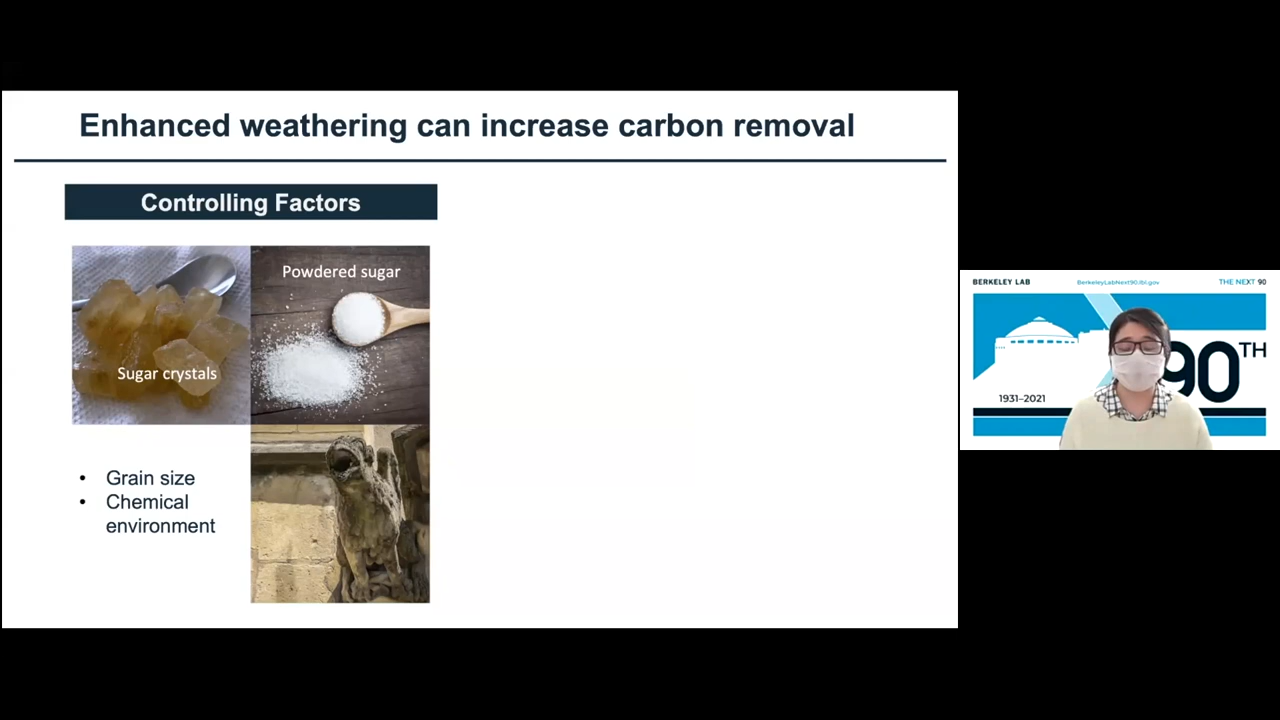 Enhanced weathering can increase carbon removal
Controlling Factors
Powdered sugar
Sugar crystals
• Grain size
• Chemical
environment
BERKELEY LAB
BerkeleyLabNext90.lbl.gov
THE NEXT 90
90TH
1931–2021